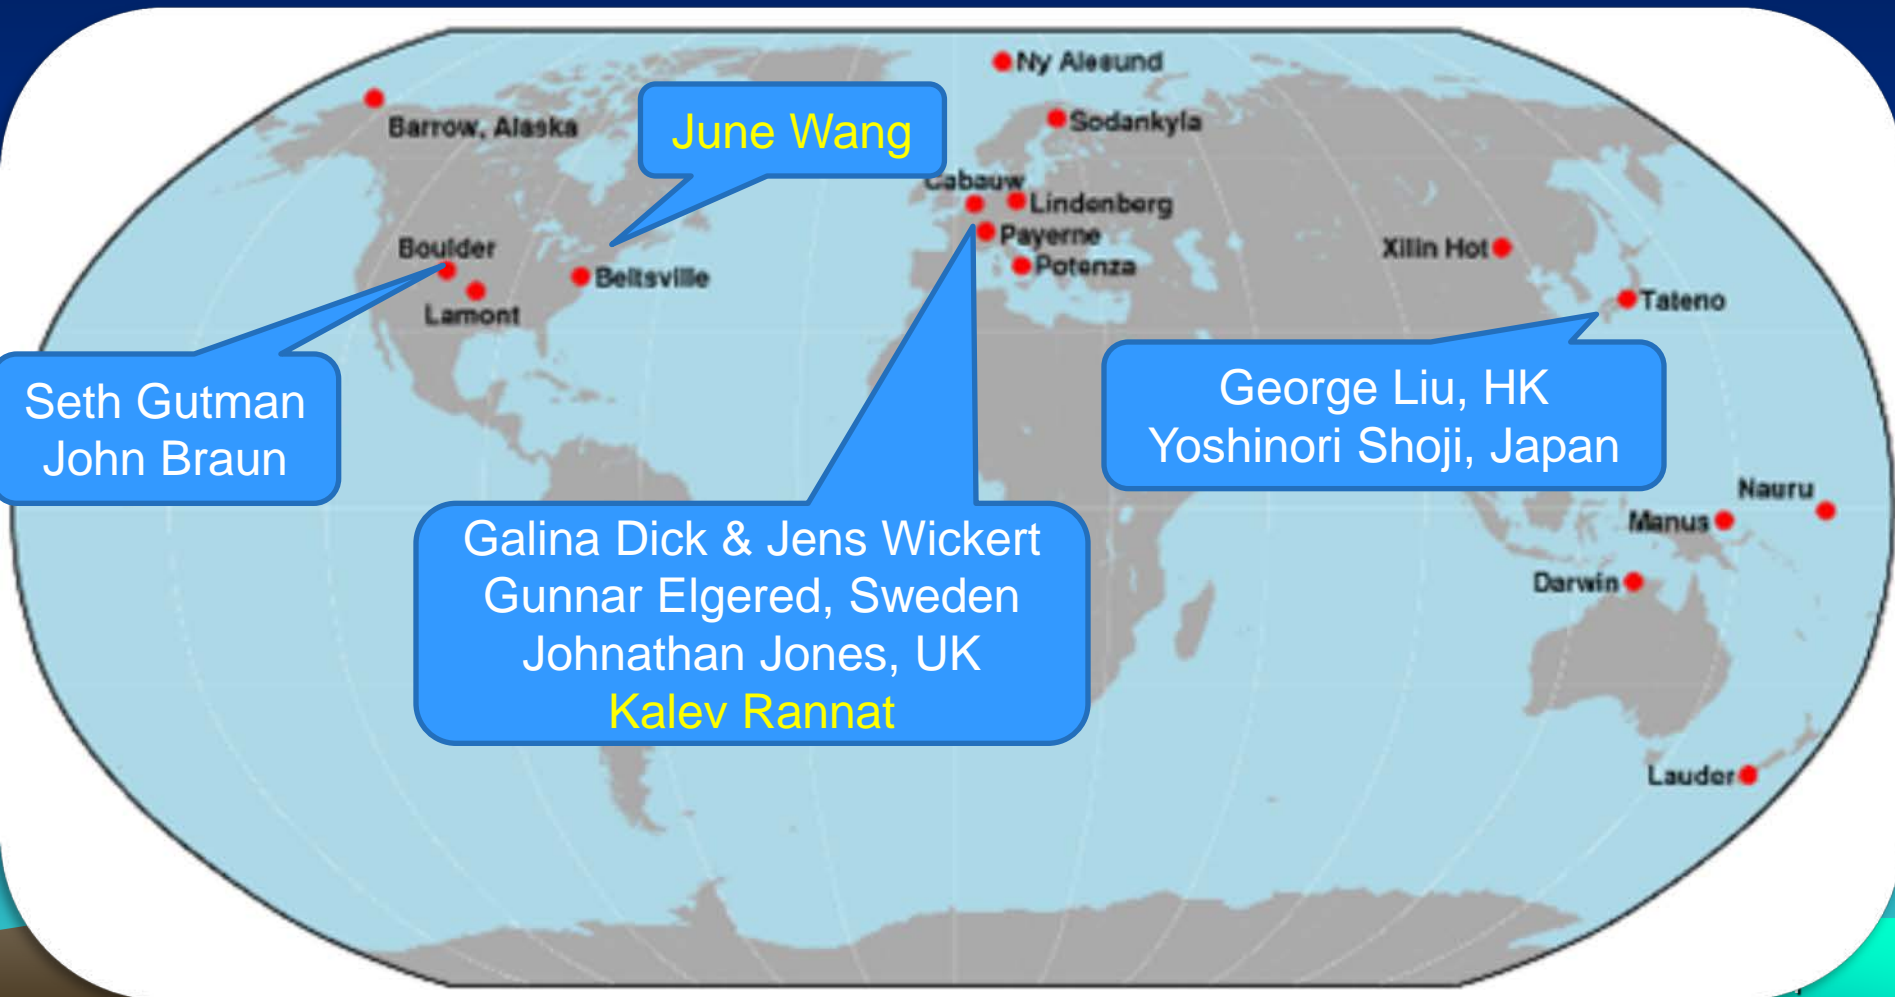 Ny Alesund
Barrow, Alaska
June Wang
Sodankyla
Cabauw
Lindenberg
Payerne
Boulder
Xilin Hot
Potenza
Beltsville
Lamont
Tateno
Seth Gutman
John Braun
George Liu, HK
Yoshinori Shoji, Japan
Nauru
Manus
Galina Dick & Jens Wickert
Gunnar Elgered, Sweden
Johnathan Jones, UK
Kalev Rannat
Darwin
Lauder